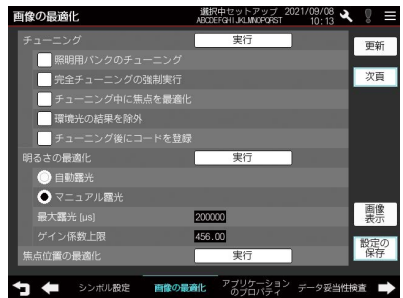 画像の最適化
選択中セットアップ 2021/09/08
ABCDEFGHIJKLMNOPQRST 10:13
チューニング 実行
更新
照明用バンクのチューニング
完全チューニングの強制実行
次頁
チューニング中に焦点を最適化
環境光の結果を除外
チューニング後にコードを登録
明るさの最適化 実行
自動露光
マニュアル露光
最大露光 [μs] 200000
画像
表示
ゲイン係数上限 456.00
設定の
保存
焦点位置の最適化 実行
シンボル設定
画像の最適化
アプリケーション
のプロパティ
データ妥当性検査